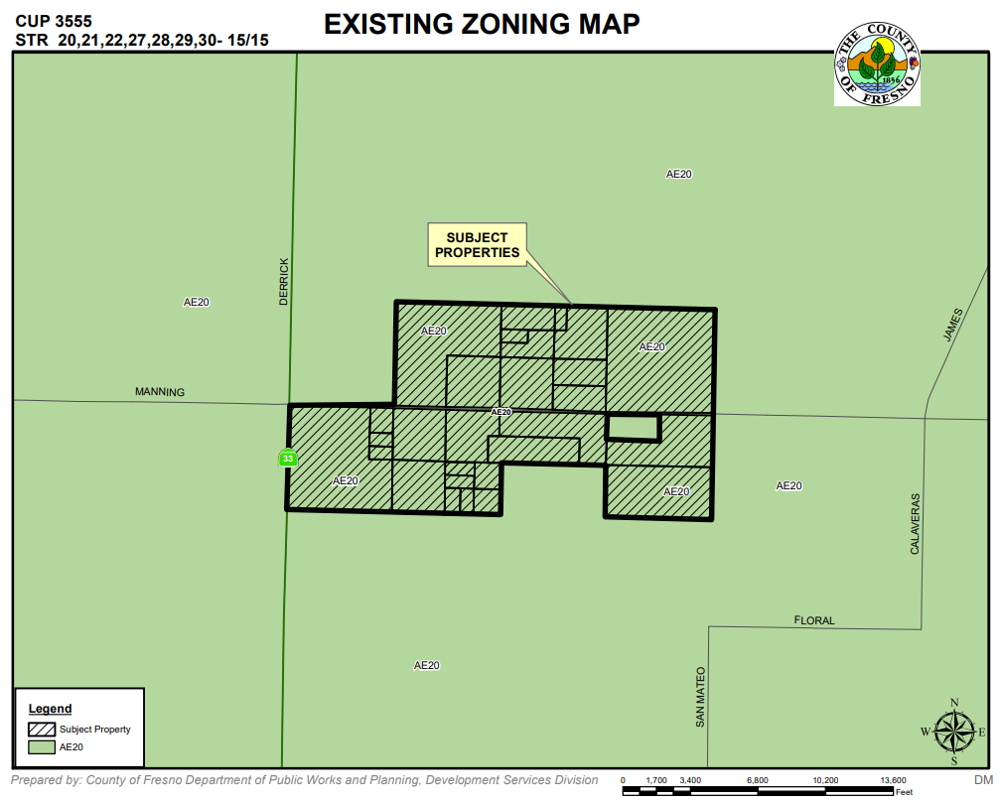 CUP 3555
STR 20,21,22,27,28,29,30- 15/15
EXISTING ZONING MAP
THE COUNTY
OF FRESNO
1856
AE20
SUBJECT
PROPERTIES
DERRICK
AE20
JAMES
AE20
AE20
MANNING
AE20
33
AE20
AE20
AE20
CALAVERAS
FLORAL
AE20
SAN MATEO
Legend
Subject Property
AE20
N
W E
S
Prepared by: County of Fresno Department of Public Works and Planning, Development Services Division
0 1,700 3,400 6,800 10,200 13,600
Feet
DM